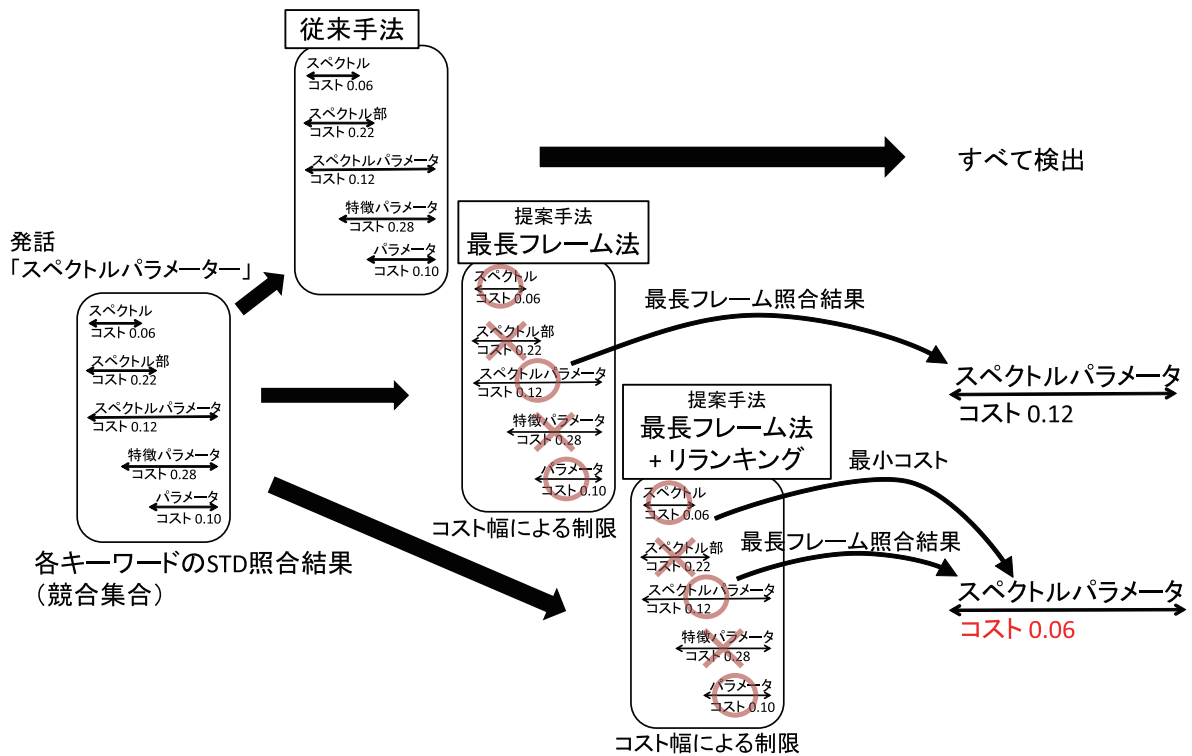 従来手法
スペクトル
コスト 0.06
スペクトル部
コスト 0.22
スペクトルパラメータ
コスト 0.12
特徴パラメータ
コスト 0.28
パラメータ
コスト 0.10
すべて検出
発話
「スペクトルパラメーター」
スペクトル
コスト 0.06
スペクトル部
コスト 0.22
スペクトルパラメータ
コスト 0.12
特徴パラメータ
コスト 0.28
パラメータ
コスト 0.10
各キーワードのSTD照合結果
（競合集合）
提案手法
最長フレーム法
スペクトル
コスト 0.06
スペクトル部
コスト 0.22
スペクトルパラメータ
コスト 0.12
特徴パラメータ
コスト 0.28
パラメータ
コスト 0.10
コスト幅による制限
最長フレーム照合結果
スペクトルパラメータ
コスト 0.12
提案手法
最長フレーム法
+ リランキング
スペクトル
コスト 0.06
スペクトル部
コスト 0.22
スペクトルパラメータ
コスト 0.12
特徴パラメータ
コスト 0.28
パラメータ
コスト 0.10
コスト幅による制限
最小コスト
最長フレーム照合結果
スペクトルパラメータ
コスト 0.06